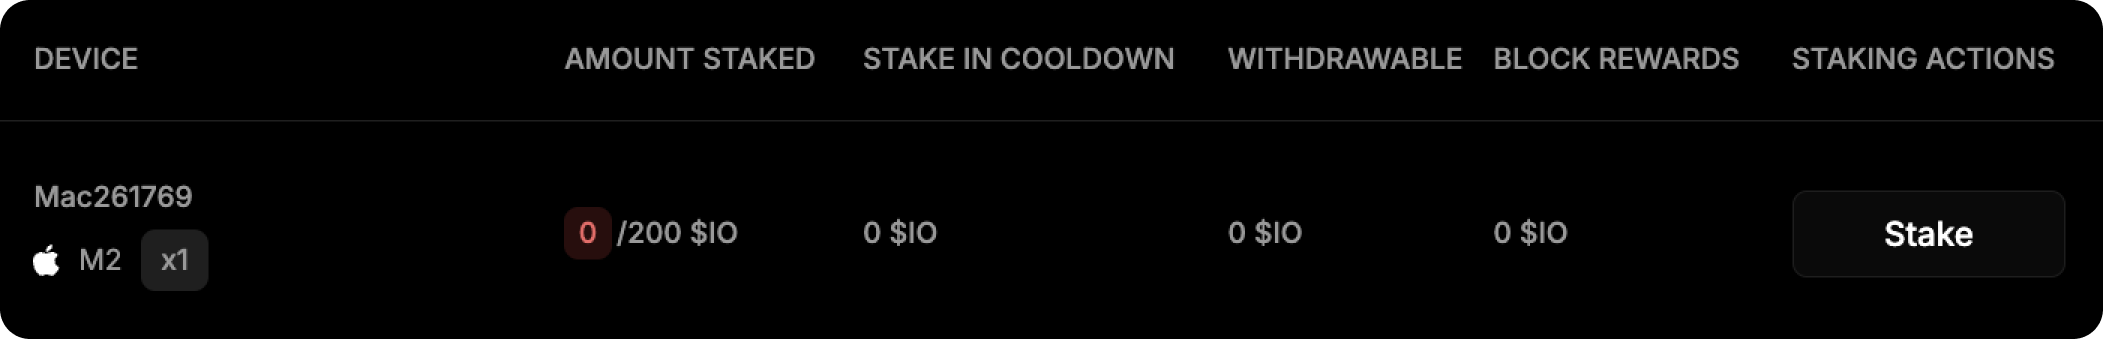 DEVICE AMOUNT STAKED STAKE IN COOLDOWN WITHDRAWABLE BLOCK REWARDS STAKING ACTIONS
Mac261769
M2 x1
0 /200 $IO 0 $IO 0 $IO 0 $IO Stake